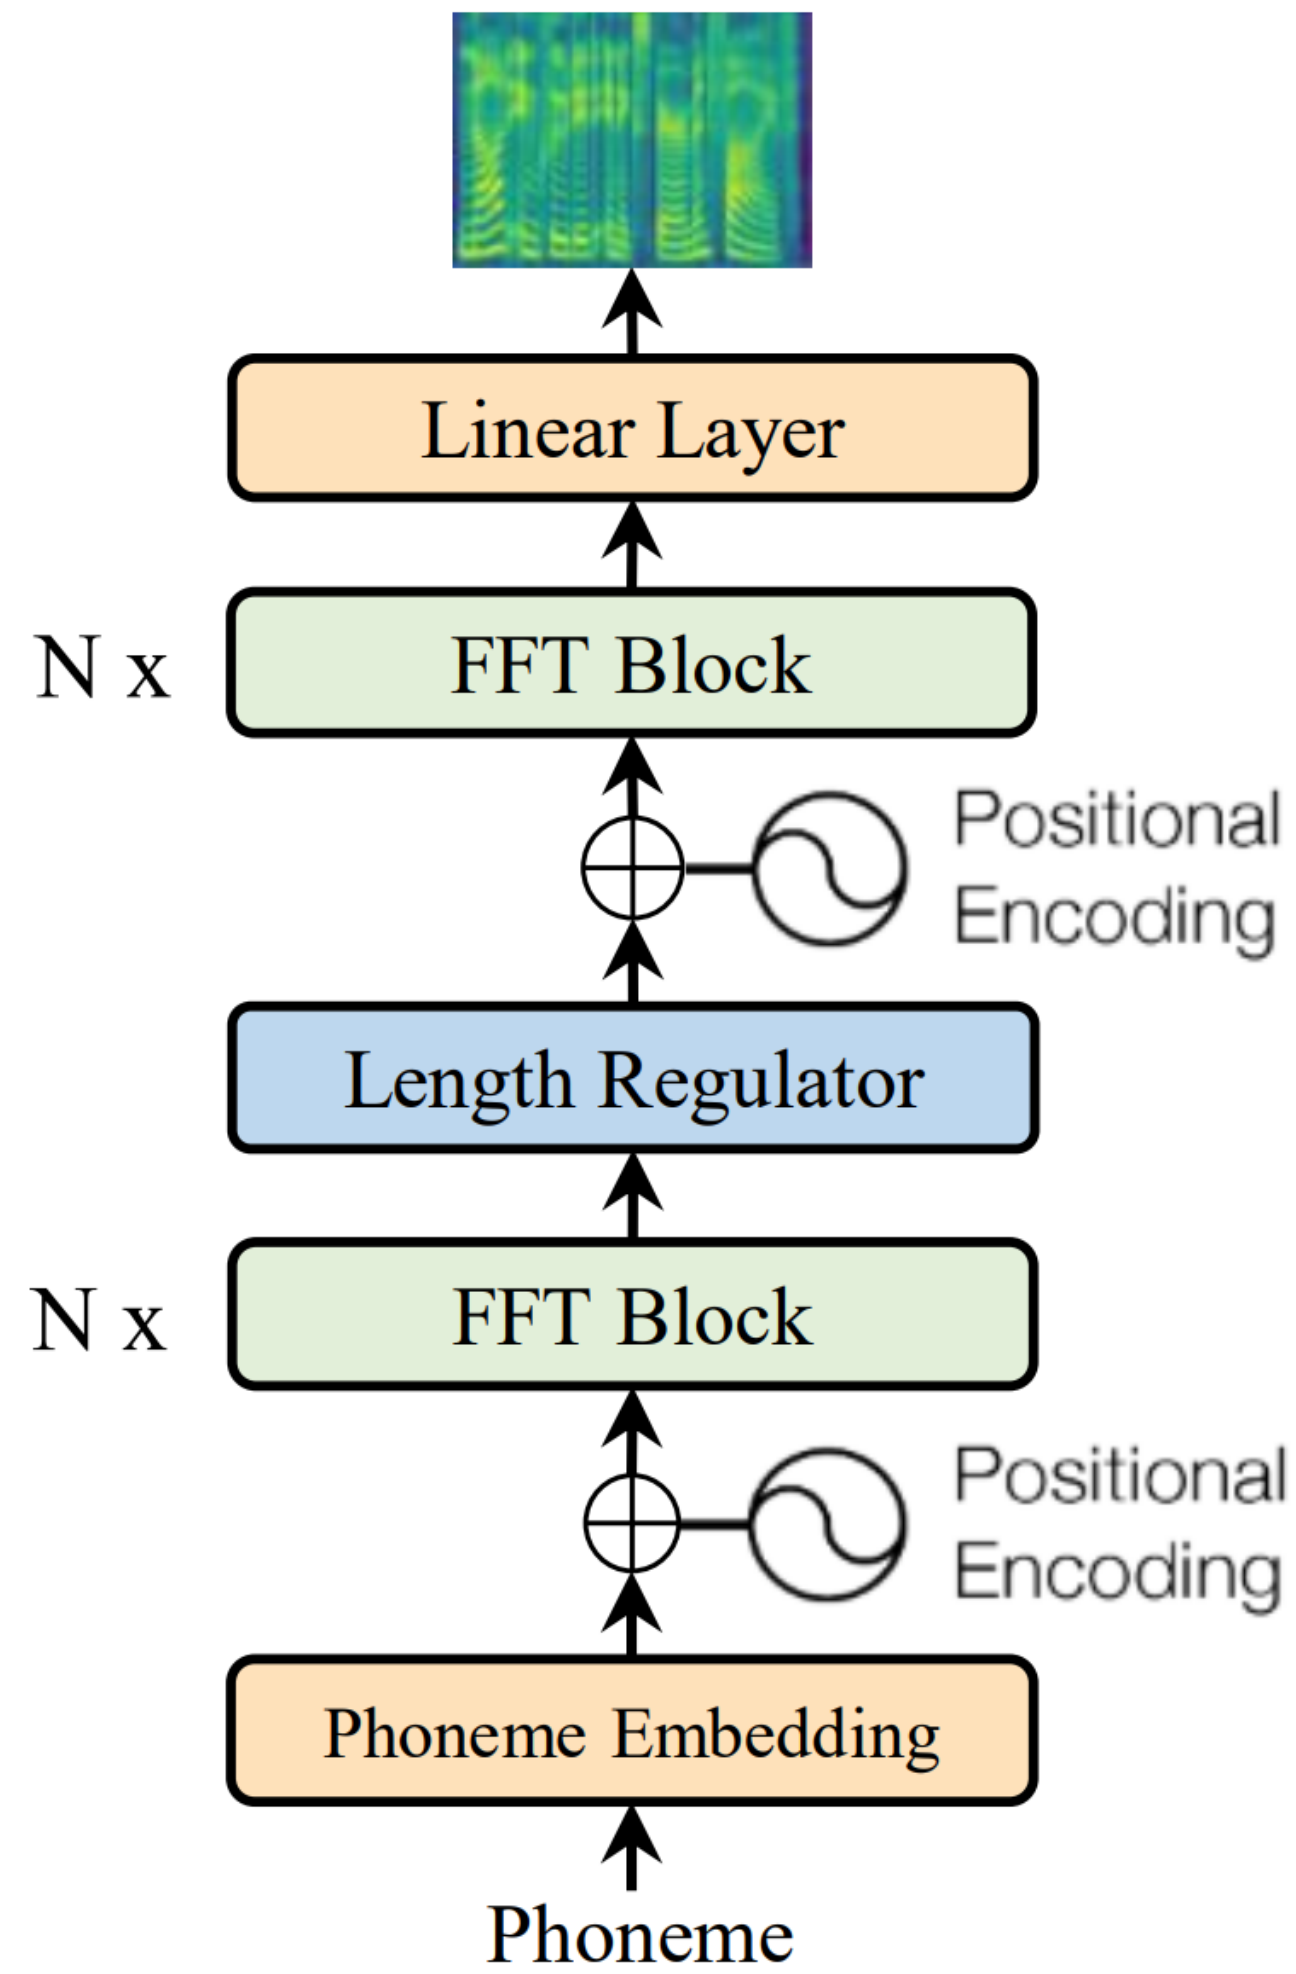 Linear Layer
N x
FFT Block
Positional
Encoding
Length Regulator
N x
FFT Block
Positional
Encoding
Phoneme Embedding
Phoneme